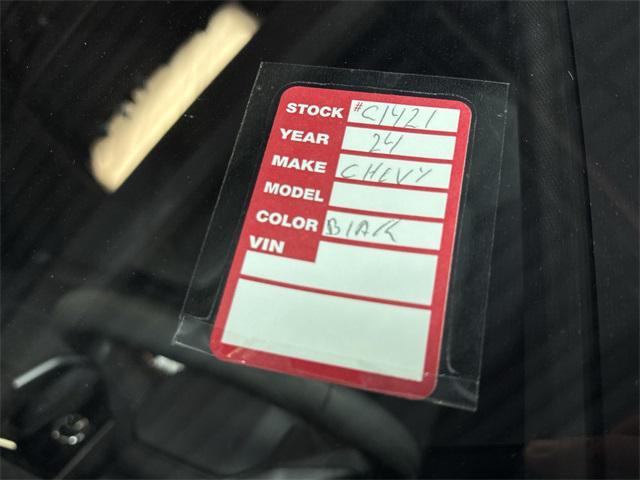 STOCK #C1421
YEAR 24
MAKE CHEVY
MODEL
COLOR BlAK
VIN